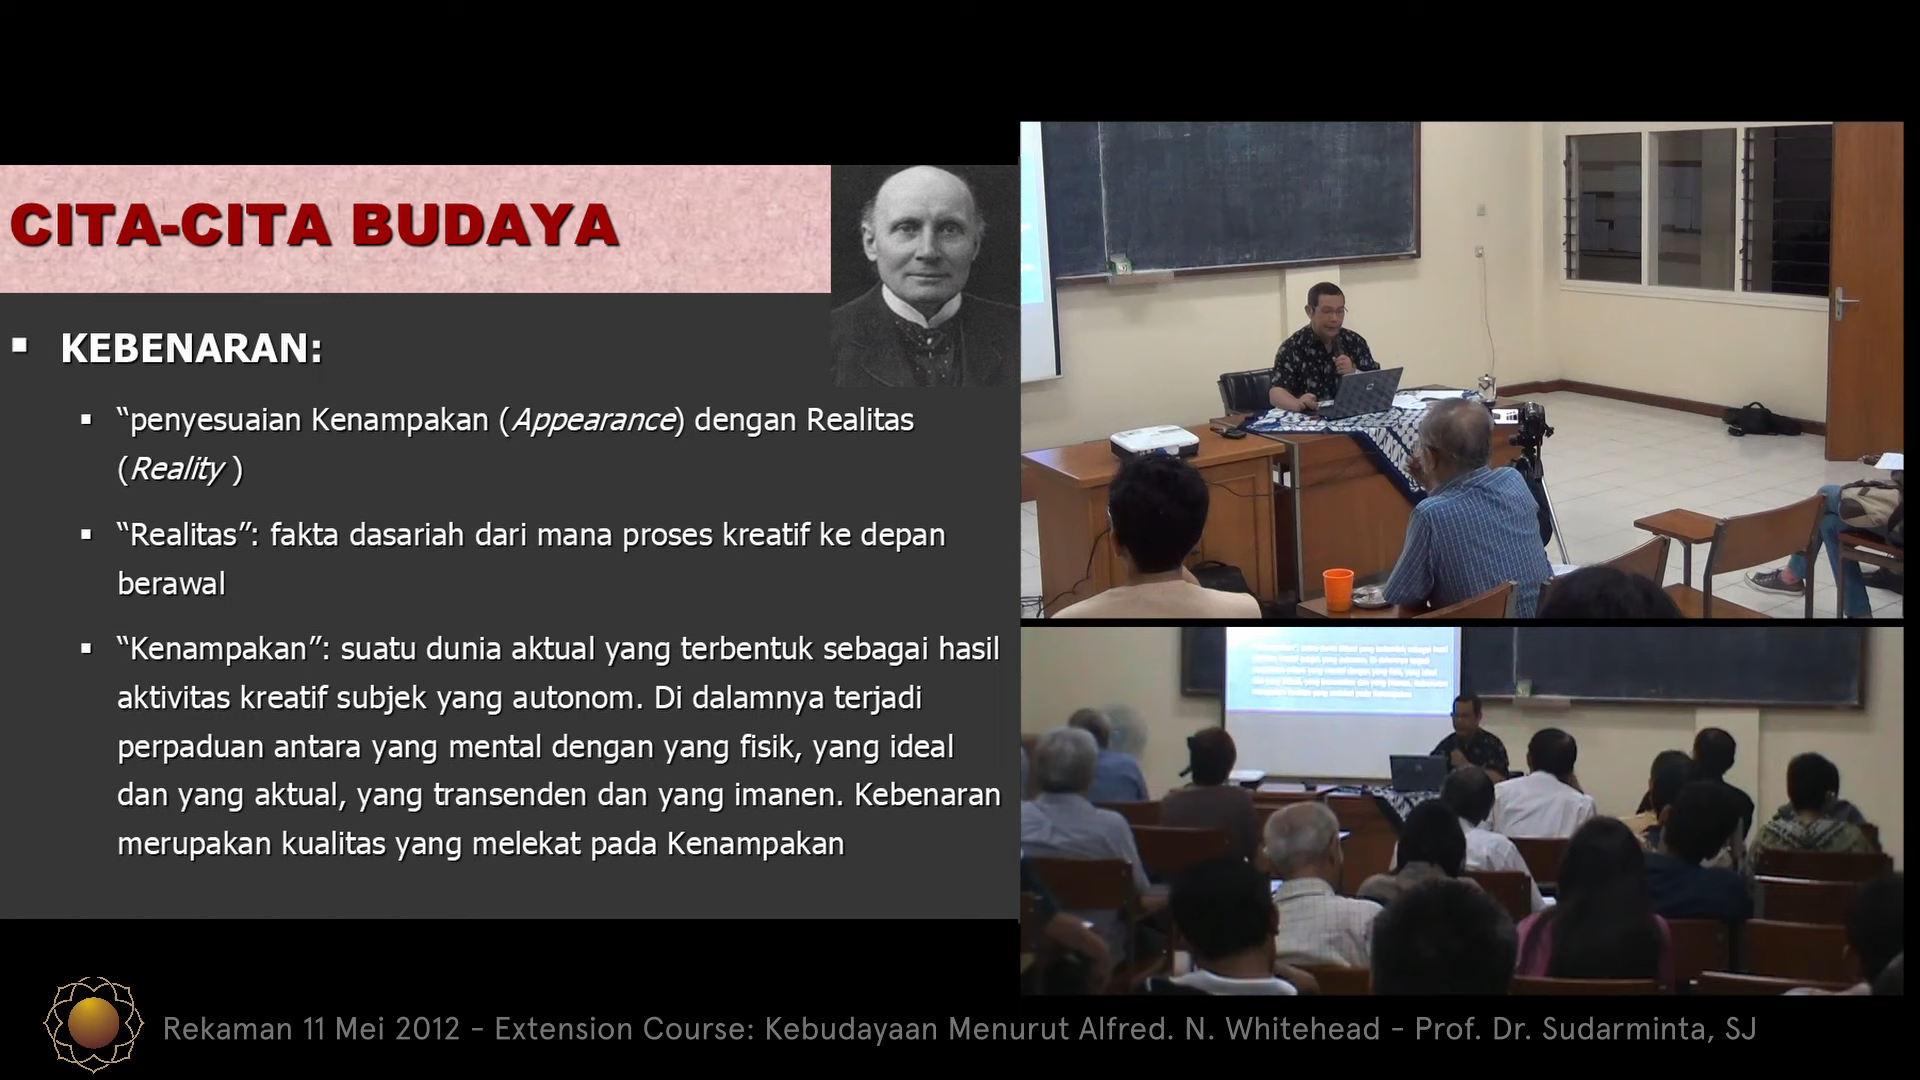 CITA-CITA BUDAYA
▪ KEBENARAN:
▪ “penyesuaian Kenampakan (Appearance) dengan Realitas
(Reality )
▪ “Realitas”: fakta dasariah dari mana proses kreatif ke depan
berawal
▪ “Kenampakan”: suatu dunia aktual yang terbentuk sebagai hasil
aktivitas kreatif subjek yang autonom. Di dalamnya terjadi
perpaduan antara yang mental dengan yang fisik, yang ideal
dan yang aktual, yang transenden dan yang imanen. Kebenaran
merupakan kualitas yang melekat pada Kenampakan
Rekaman 11 Mei 2012 - Extension Course: Kebudayaan Menurut Alfred. N. Whitehead - Prof. Dr. Sudarminta, SJ